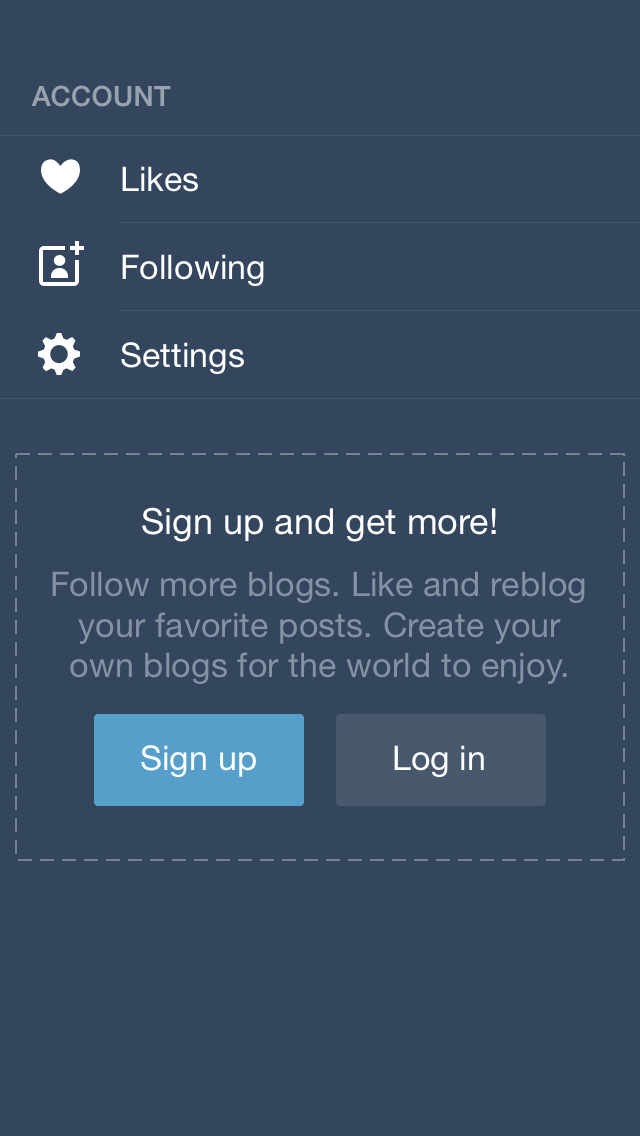 ACCOUNT
Likes
Following
Settings
Sign up and get more!
Follow more blogs. Like and reblog
your favorite posts. Create your
own blogs for the world to enjoy.
Sign up
Log in